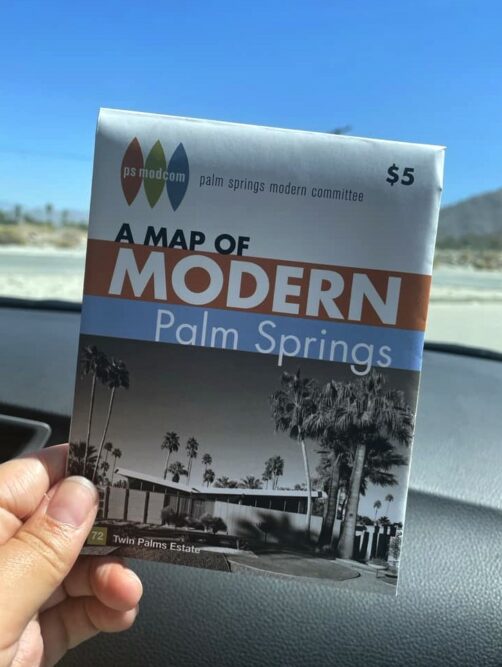 ps modcom
palm springs modern committee
$5
A MAP OF
MODERN
Palm Springs
72 Twin Palms Estate